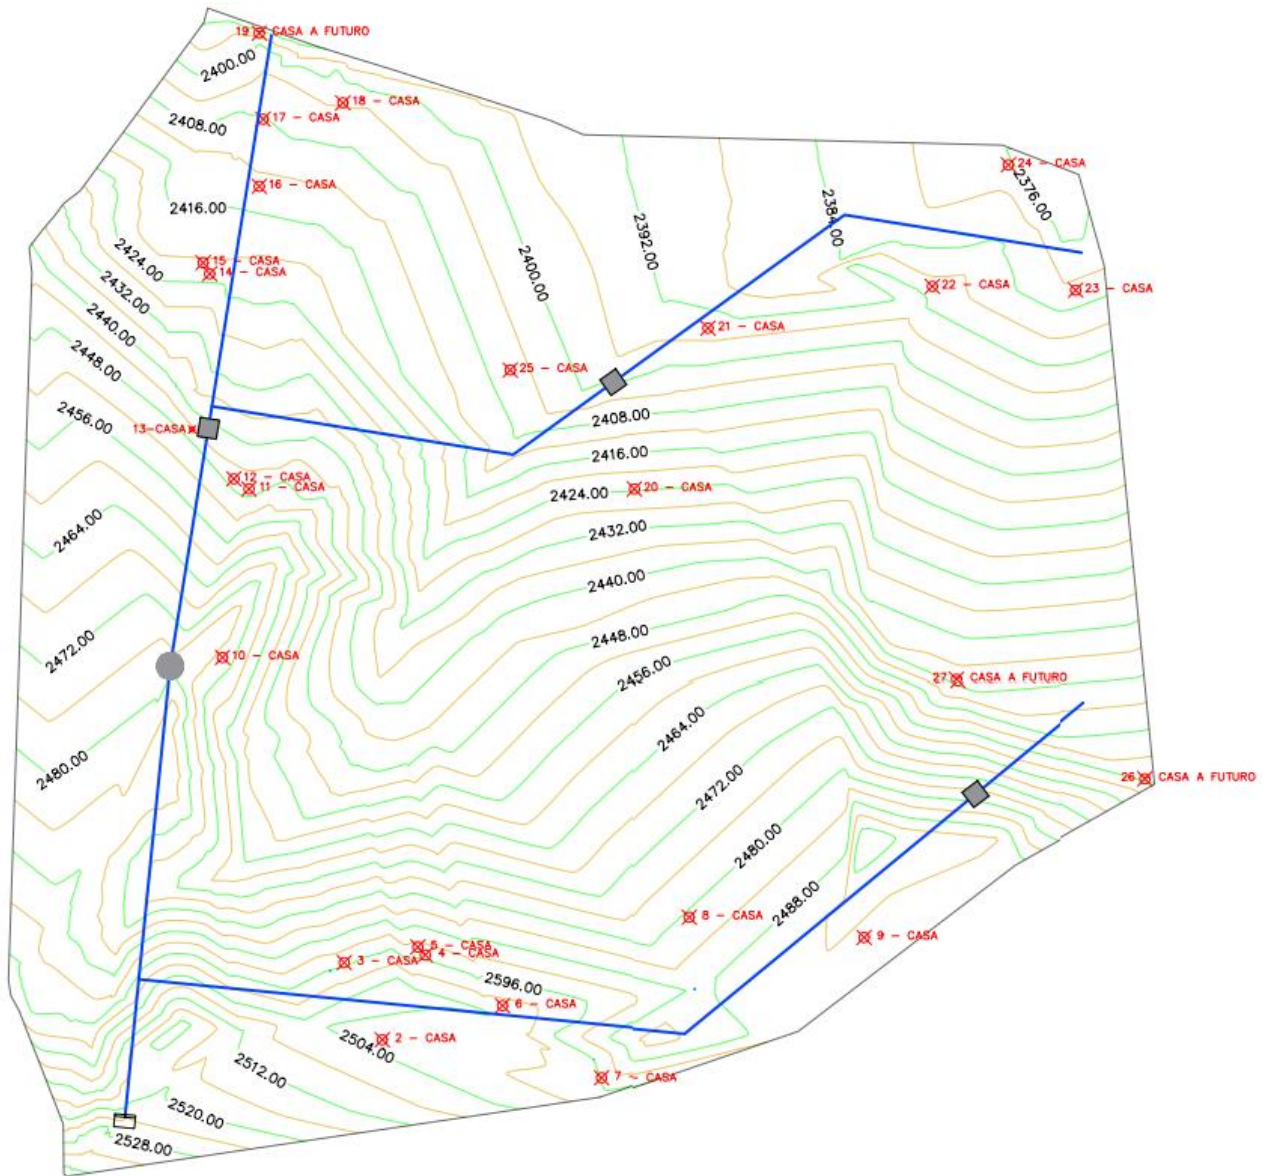 19 CASA A FUTURO
2400.00
18 - CASA
2408.00
17 - CASA
24 - CASA
2376.00
16 - CASA
2416.00
2384.00
2392.00
2424.00
15 - CASA
14 - CASA
2400.00
2432.00
22 - CASA
23 - CASA
2440.00
21 - CASA
2448.00
25 - CASA
2456.00
2408.00
13-CASA
2416.00
12 - CASA
11 - CASA
2424.00
20 - CASA
2464.00
2432.00
2440.00
2472.00
2448.00
10 - CASA
2456.00
27 CASA A FUTURO
2464.00
2480.00
26 CASA A FUTURO
2472.00
2480.00
2488.00
8 - CASA
9 - CASA
5 - CASA
4 - CASA
3 - CASA
2596.00
6 - CASA
2 - CASA
2504.00
2512.00
7 - CASA
2520.00
2528.00